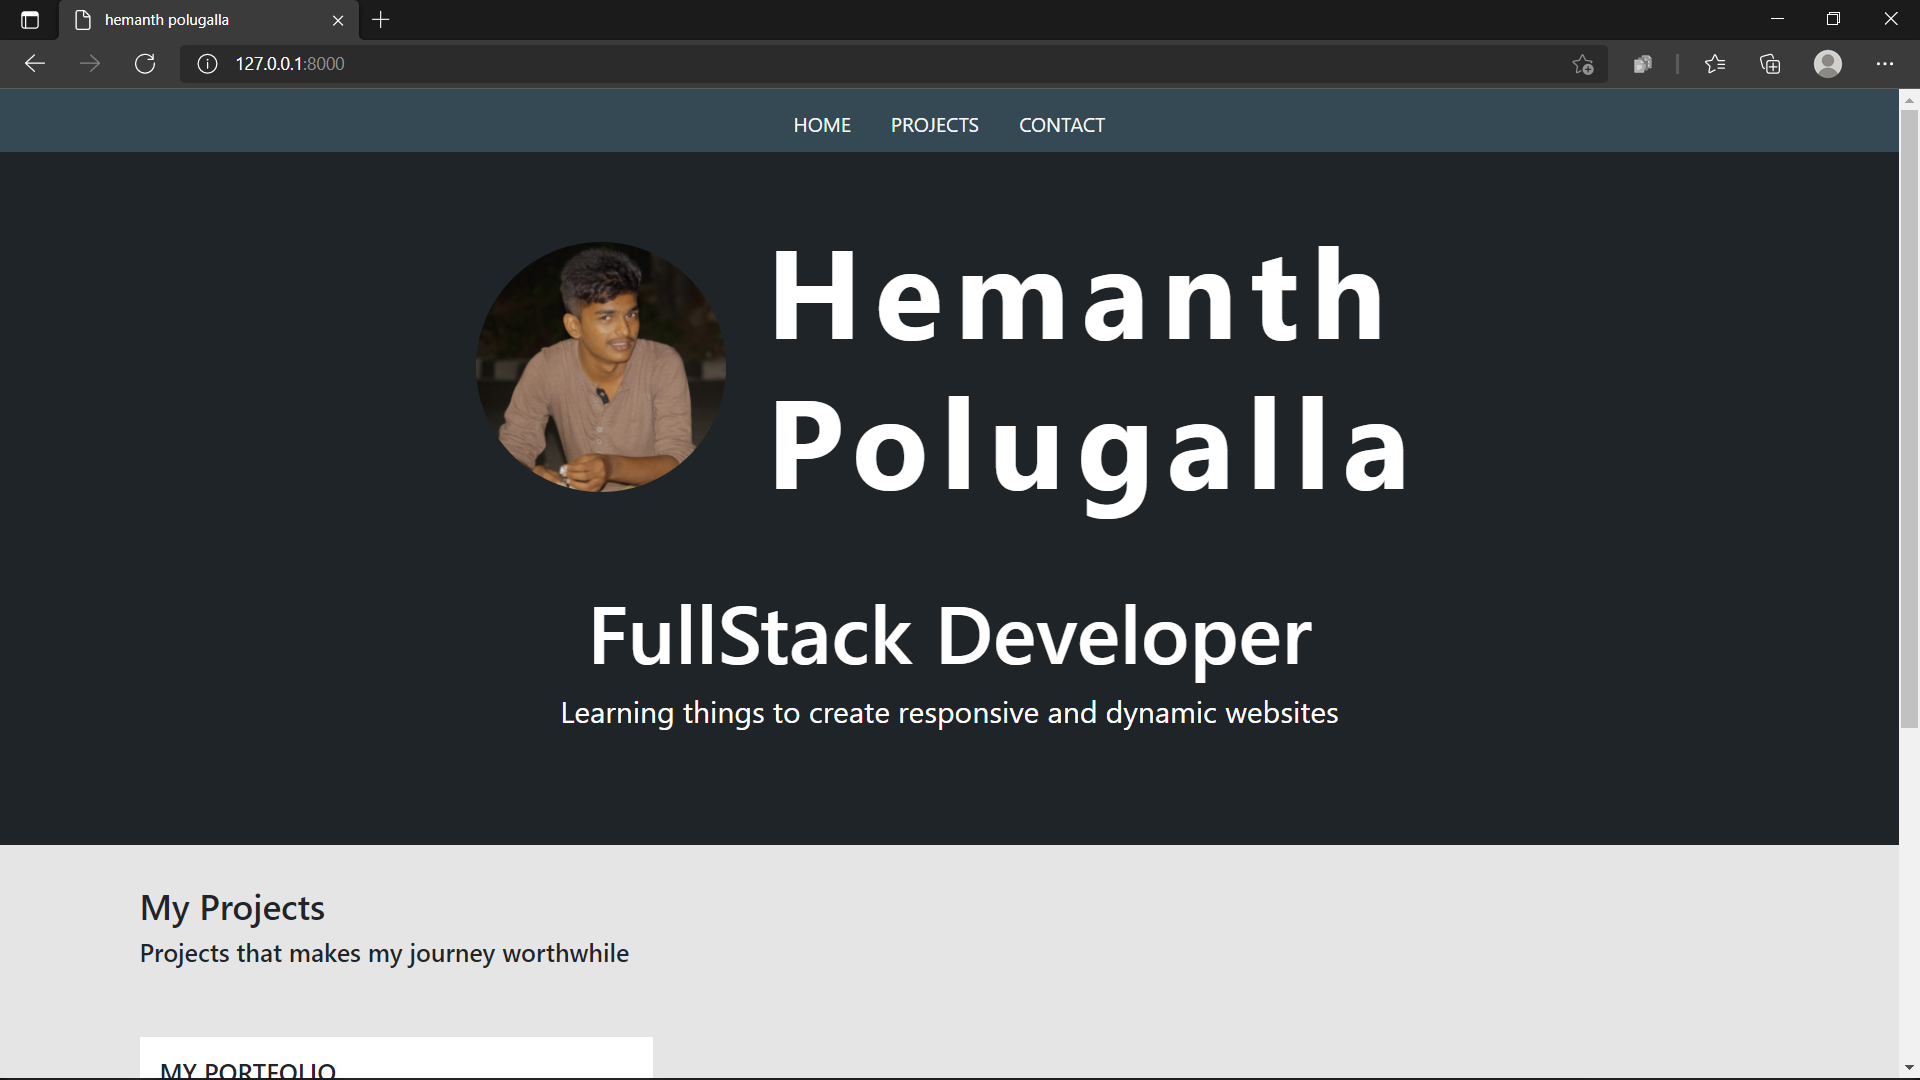 hemanth polugalla
127.0.0.1:8000
HOME PROJECTS CONTACT
Hemanth
Polugalla
FullStack Developer
Learning things to create responsive and dynamic websites
My Projects
Projects that makes my journey worthwhile
MY PORTFOLIO